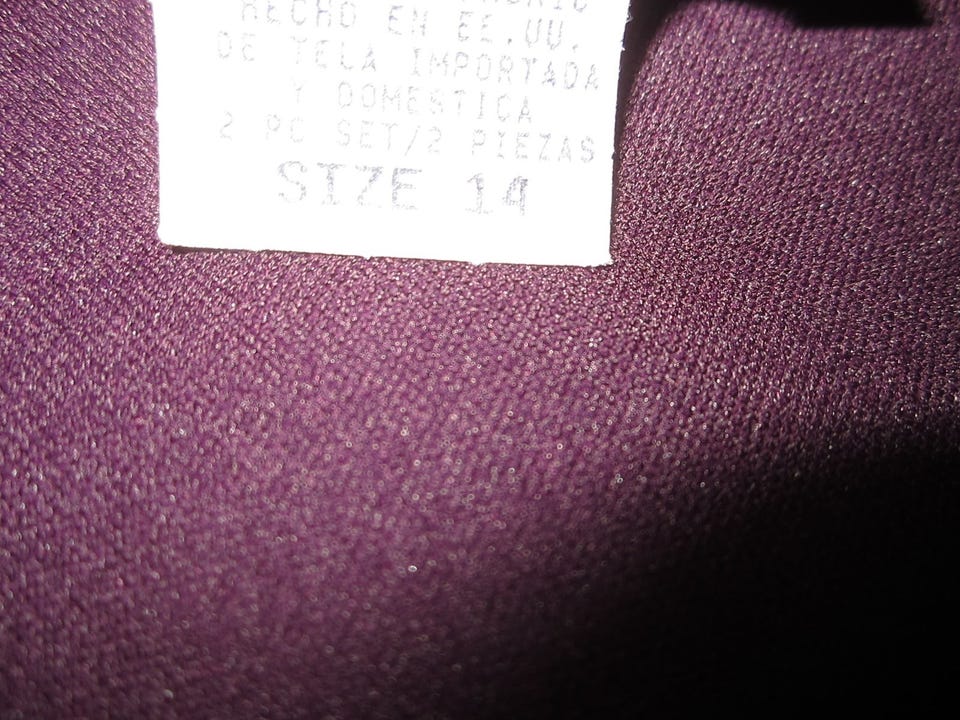 HECHO EN EE.UU.
DE TELA IMPORTADA
Y DOMESTICA
2 PC SET/2 PIEZAS
SIZE 14